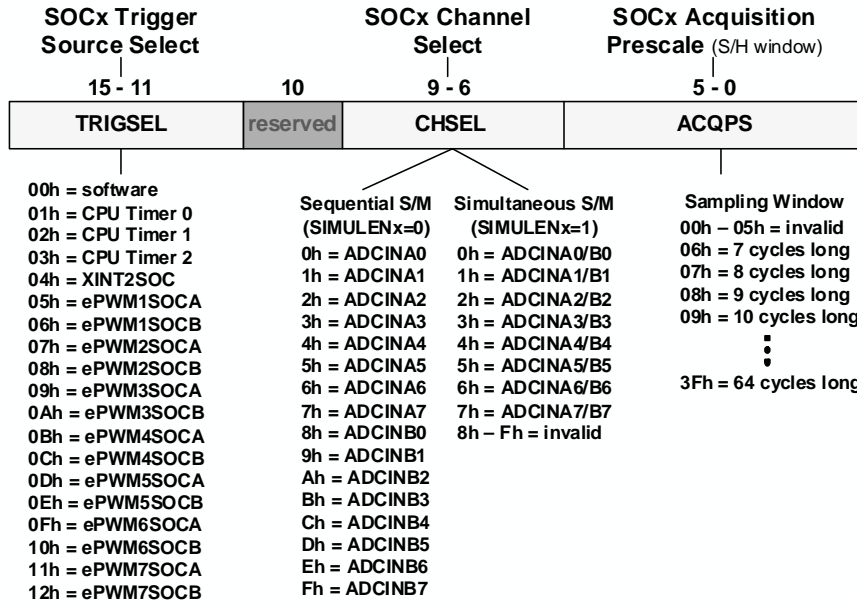 SOCx Trigger
Source Select
SOCx Channel
Select
SOCx Acquisition
Prescale (S/H window)
15 - 11
10
9 - 6
5 - 0
TRIGSEL
reserved
CHSEL
ACQPS
00h = software
01h = CPU Timer 0
02h = CPU Timer 1
03h = CPU Timer 2
04h = XINT2SOC
05h = ePWM1SOCA
06h = ePWM1SOCB
07h = ePWM2SOCA
08h = ePWM2SOCB
09h = ePWM3SOCA
0Ah = ePWM3SOCB
0Bh = ePWM4SOCA
0Ch = ePWM4SOCB
0Dh = ePWM5SOCA
0Eh = ePWM5SOCB
0Fh = ePWM6SOCA
10h = ePWM6SOCB
11h = ePWM7SOCA
12h = ePWM7SOCB
Sequential S/M
(SIMULENx=0)
0h = ADCINA0
1h = ADCINA1
2h = ADCINA2
3h = ADCINA3
4h = ADCINA4
5h = ADCINA5
6h = ADCINA6
7h = ADCINA7
8h = ADCINB0
9h = ADCINB1
Ah = ADCINB2
Bh = ADCINB3
Ch = ADCINB4
Dh = ADCINB5
Eh = ADCINB6
Fh = ADCINB7
Simultaneous S/M
(SIMULENx=1)
0h = ADCINA0/B0
1h = ADCINA1/B1
2h = ADCINA2/B2
3h = ADCINA3/B3
4h = ADCINA4/B4
5h = ADCINA5/B5
6h = ADCINA6/B6
7h = ADCINA7/B7
8h – Fh = invalid
Sampling Window
00h – 05h = invalid
06h = 7 cycles long
07h = 8 cycles long
08h = 9 cycles long
09h = 10 cycles long
3Fh = 64 cycles long